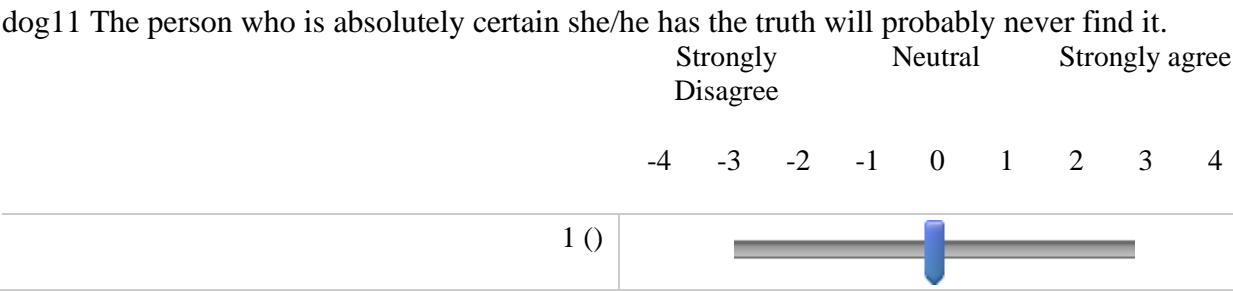 dog11 The person who is absolutely certain she/he has the truth will probably never find it.
Strongly Disagree Neutral Strongly agree
-4 -3 -2 -1 0 1 2 3 4
1 ()